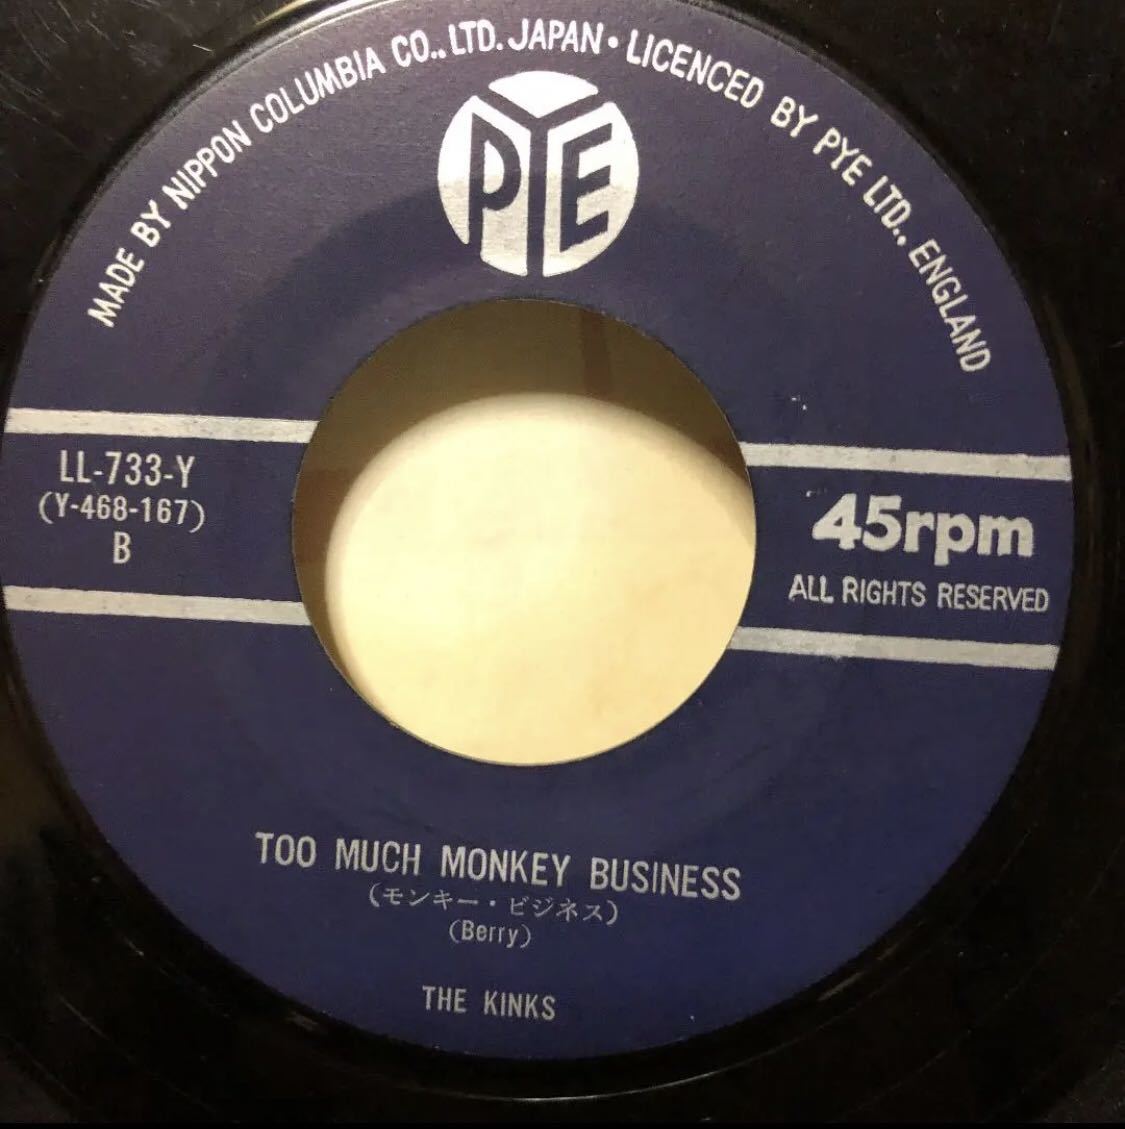 MADE BY NIPPON COLUMBIA CO., LTD. JAPAN • LICENCED BY PYE LTD., ENGLAND
PYE
LL-733-Y
(Y-468-167)
B
45rpm
ALL RIGHTS RESERVED
TOO MUCH MONKEY BUSINESS
(モンキー・ビジネス)
(Berry)
THE KINKS